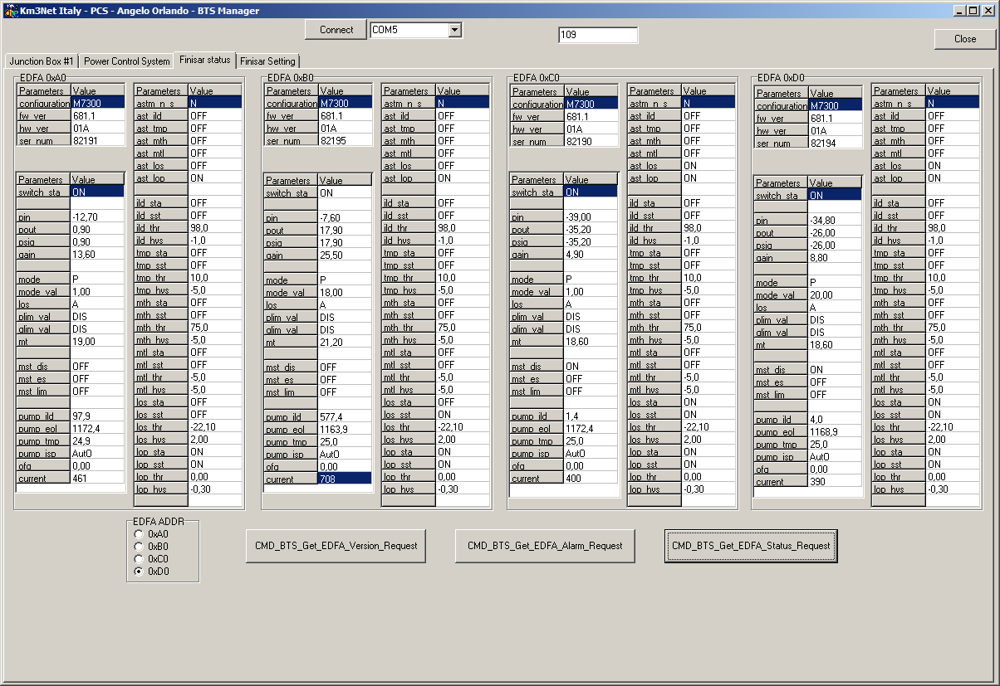 Km3Net Italy - PCS - Angelo Orlando - BTS Manager
Connect COM5 109 Close
Junction Box #1 Power Control System Finisar status Finisar Setting
EDFA 0xA0
Parameters Value
configuration M7300
fw_ver 681.1
hw_ver 01A
ser_num 82191
Parameters Value
switch_sta ON
pin -12,70
pout 0,90
psig 0,90
gain 13,60
mode P
mode_val 1,00
los A
plim_val DIS
glim_val DIS
mt 19,00
mst_dis OFF
mst_es OFF
mst_lim OFF
pump_ild 97,9
pump_eol 1172,4
pump_tmp 24,9
pump_isp AutO
ofg 0,00
current 461
Parameters Value
astm_n_s N
ast_ild OFF
ast_tmp OFF
ast_mth OFF
ast_mtl OFF
ast_los OFF
ast_lop ON
ild_sta OFF
ild_sst OFF
ild_thr 98,0
ild_hys -1,0
tmp_sta OFF
tmp_sst OFF
tmp_thr 10,0
tmp_hys -5,0
mth_sta OFF
mth_sst OFF
mth_thr 75,0
mth_hys -5,0
mtl_sta OFF
mtl_sst OFF
mtl_thr -5,0
mtl_hys -5,0
los_sta OFF
los_sst OFF
los_thr -22,10
los_hys 2,00
lop_sta ON
lop_sst ON
lop_thr 0,00
lop_hys -0,30
EDFA 0xB0
Parameters Value
configuration M7300
fw_ver 681.1
hw_ver 01A
ser_num 82195
Parameters Value
switch_sta ON
pin -7,60
pout 17,90
psig 17,90
gain 25,50
mode P
mode_val 18,00
los A
plim_val DIS
glim_val DIS
mt 21,20
mst_dis OFF
mst_es OFF
mst_lim OFF
pump_ild 577,4
pump_eol 1163,9
pump_tmp 25,0
pump_isp AutO
ofg 0,00
current 708
Parameters Value
astm_n_s N
ast_ild OFF
ast_tmp OFF
ast_mth OFF
ast_mtl OFF
ast_los OFF
ast_lop ON
ild_sta OFF
ild_sst OFF
ild_thr 98,0
ild_hys -1,0
tmp_sta OFF
tmp_sst OFF
tmp_thr 10,0
tmp_hys -5,0
mth_sta OFF
mth_sst OFF
mth_thr 75,0
mth_hys -5,0
mtl_sta OFF
mtl_sst OFF
mtl_thr -5,0
mtl_hys -5,0
los_sta OFF
los_sst ON
los_thr -22,10
los_hys 2,00
lop_sta ON
lop_sst ON
lop_thr 0,00
lop_hys -0,30
EDFA 0xC0
Parameters Value
configuration M7300
fw_ver 681.1
hw_ver 01A
ser_num 82190
Parameters Value
switch_sta ON
pin -39,00
pout -35,20
psig -35,20
gain 4,90
mode P
mode_val 1,00
los A
plim_val DIS
glim_val DIS
mt 18,60
mst_dis ON
mst_es OFF
mst_lim OFF
pump_ild 1,4
pump_eol 1172,4
pump_tmp 25,0
pump_isp AutO
ofg 0,00
current 400
Parameters Value
astm_n_s N
ast_ild OFF
ast_tmp OFF
ast_mth OFF
ast_mtl OFF
ast_los ON
ast_lop ON
ild_sta OFF
ild_sst OFF
ild_thr 98,0
ild_hys -1,0
tmp_sta OFF
tmp_sst OFF
tmp_thr 10,0
tmp_hys -5,0
mth_sta OFF
mth_sst OFF
mth_thr 75,0
mth_hys -5,0
mtl_sta OFF
mtl_sst OFF
mtl_thr -5,0
mtl_hys -5,0
los_sta ON
los_sst ON
los_thr -22,10
los_hys 2,00
lop_sta ON
lop_sst ON
lop_thr 0,00
lop_hys -0,30
EDFA 0xD0
Parameters Value
configuration M7300
fw_ver 681.1
hw_ver 01A
ser_num 82194
Parameters Value
switch_sta ON
pin -34,80
pout -26,00
psig -26,00
gain 8,80
mode P
mode_val 20,00
los A
plim_val DIS
glim_val DIS
mt 18,60
mst_dis ON
mst_es OFF
mst_lim OFF
pump_ild 4,0
pump_eol 1168,9
pump_tmp 25,0
pump_isp AutO
ofg 0,00
current 390
Parameters Value
astm_n_s N
ast_ild OFF
ast_tmp OFF
ast_mth OFF
ast_mtl OFF
ast_los ON
ast_lop ON
ild_sta OFF
ild_sst OFF
ild_thr 98,0
ild_hys -1,0
tmp_sta OFF
tmp_sst OFF
tmp_thr 10,0
tmp_hys -5,0
mth_sta OFF
mth_sst OFF
mth_thr 75,0
mth_hys -5,0
mtl_sta OFF
mtl_sst OFF
mtl_thr -5,0
mtl_hys -5,0
los_sta ON
los_sst ON
los_thr -22,10
los_hys 2,00
lop_sta ON
lop_sst ON
lop_thr 0,00
lop_hys -0,30
EDFA ADDR
0xA0
0xB0
0xC0
0xD0
CMD_BTS_Get_EDFA_Version_Request CMD_BTS_Get_EDFA_Alarm_Request CMD_BTS_Get_EDFA_Status_Request